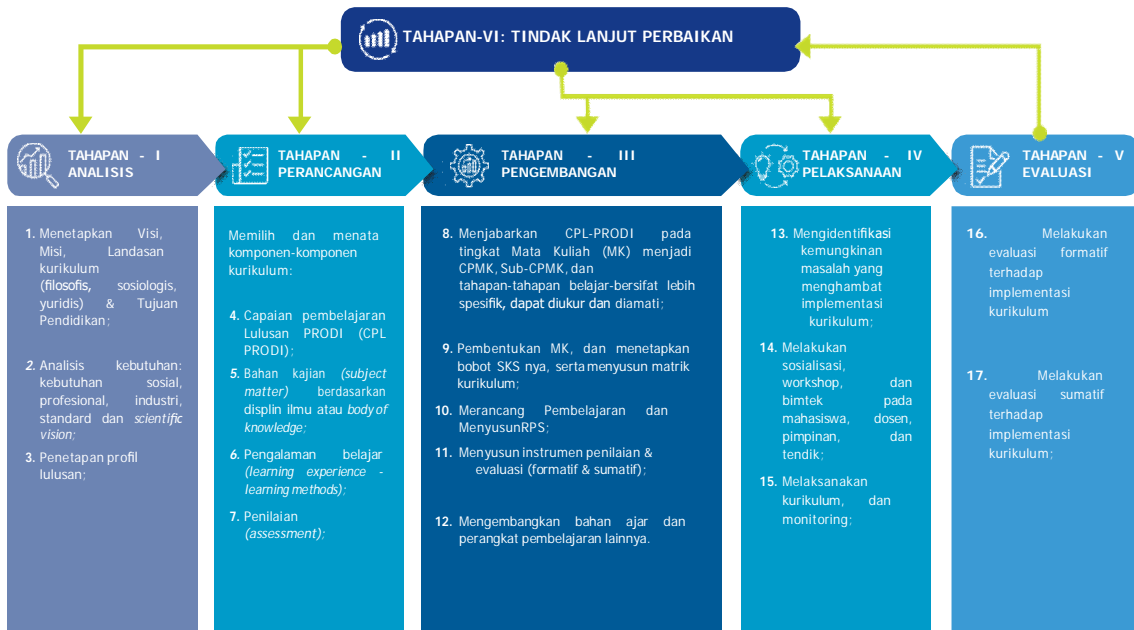 TAHAPAN-VI: TINDAK LANJUT PERBAIKAN
TAHAPAN - I
ANALISIS
1. Menetapkan Visi,
Misi, Landasan
kurikulum
(filosofis, sosiologis,
yuridis) & Tujuan
Pendidikan;
2. Analisis kebutuhan:
kebutuhan sosial,
profesional, industri,
standard dan scientific
vision;
3. Penetapan profil
lulusan;
TAHAPAN - II
PERANCANGAN
Memilih dan menata
komponen-komponen
kurikulum:
4. Capaian pembelajaran
Lulusan PRODI (CPL
PRODI);
5. Bahan kajian (subject
matter) berdasarkan
displin ilmu atau body of
knowledge;
6. Pengalaman belajar
(learning experience -
learning methods);
7. Penilaian
(assessment);
TAHAPAN - III
PENGEMBANGAN
8. Menjabarkan CPL-PRODI pada
tingkat Mata Kuliah (MK) menjadi
CPMK, Sub-CPMK, dan
tahapan-tahapan belajar-bersifat lebih
spesifik, dapat diukur dan diamati;
9. Pembentukan MK, dan menetapkan
bobot SKS nya, serta menyusun matrik
kurikulum;
10. Merancang Pembelajaran dan
MenyusunRPS;
11. Menyusun instrumen penilaian &
evaluasi (formatif & sumatif);
12. Mengembangkan bahan ajar dan
perangkat pembelajaran lainnya.
TAHAPAN - IV
PELAKSANAAN
13. Mengidentifikasi
kemungkinan
masalah yang
menghambat
implementasi
kurikulum;
14. Melakukan
sosialisasi,
workshop, dan
bimtek pada
mahasiswa, dosen,
pimpinan, dan
tendik;
15. Melaksanakan
kurikulum, dan
monitoring;
TAHAPAN - V
EVALUASI
16. Melakukan
evaluasi formatif
terhadap
implementasi
kurikulum
17. Melakukan
evaluasi sumatif
terhadap
implementasi
kurikulum;